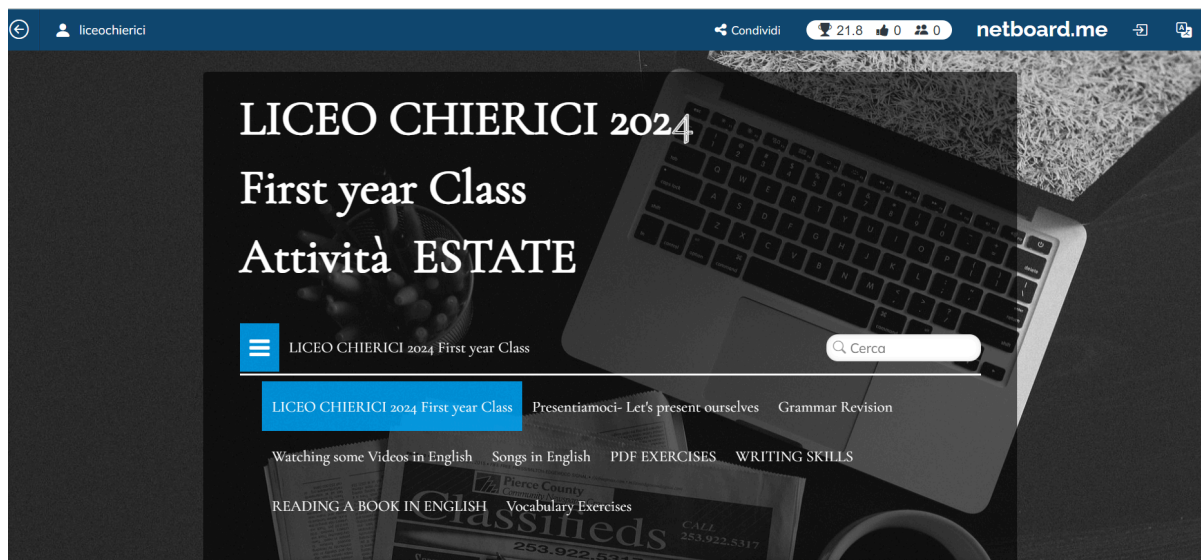 liceochierici
Condividi
21.8 0 0
netboard.me
LICEO CHIERICI 2024
First year Class
Attività ESTATE
LICEO CHIERICI 2024 First year Class
Cerca
LICEO CHIERICI 2024 First year Class Presentiamoci- Let's present ourselves Grammar Revision
Watching some Videos in English Songs in English PDF EXERCISES WRITING SKILLS
READING A BOOK IN ENGLISH Vocabulary Exercises
Pierce County
Classifieds
CALL
253.922.5317
253.922.5317